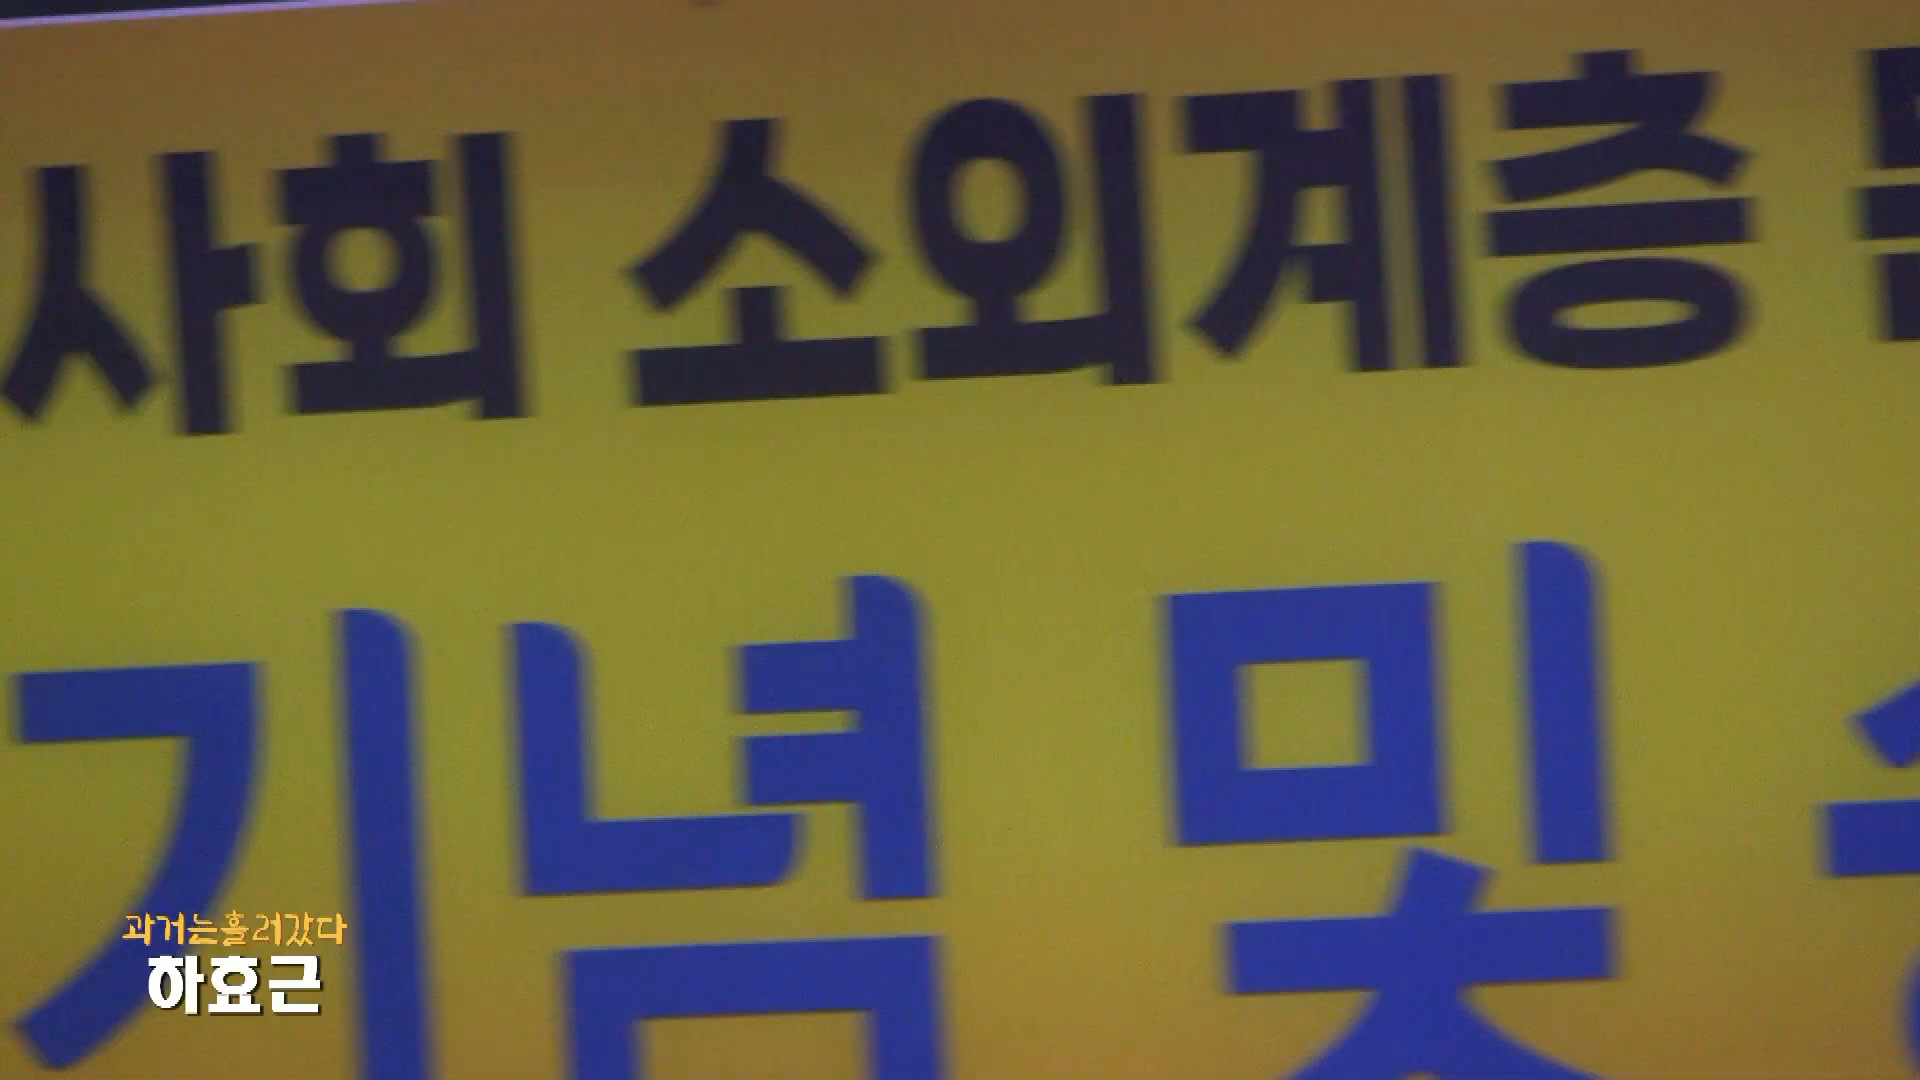 사회 소외계층
기념 및
과거는흘러갔다
하효근